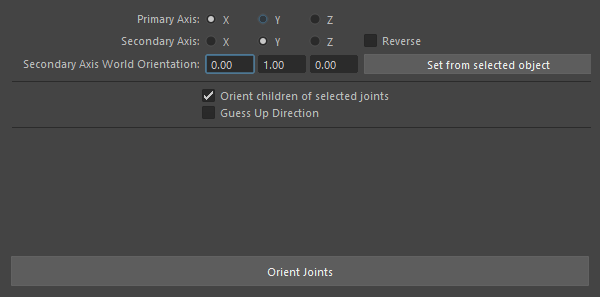 Primary Axis: X Y Z
Secondary Axis: X Y Z Reverse
Secondary Axis World Orientation: 0.00 1.00 0.00 Set from selected object
Orient children of selected joints
Guess Up Direction
Orient Joints